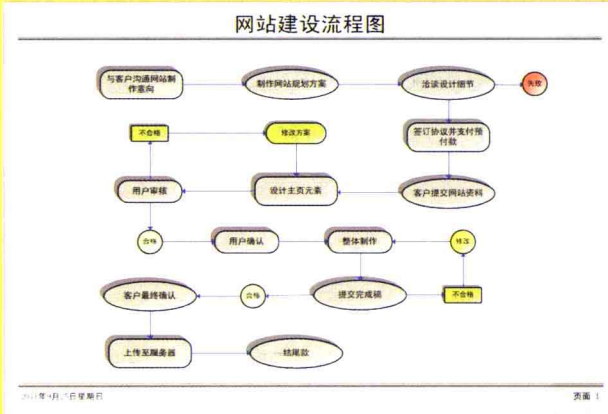 网站建设流程图
与客户沟通网站制
作意向
制作网站规划方案
洽谈设计细节
失败
不合格
修改方案
签订协议并支付预
付款
用户审核
设计主页元素
客户提交网站资料
合格
用户确认
整体制作
修改
客户最终确认
合格
提交完成稿
不合格
上传至服务器
结尾款
页面 1